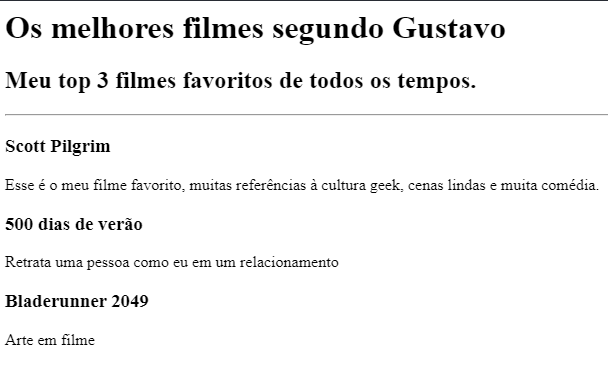 Os melhores filmes segundo Gustavo
Meu top 3 filmes favoritos de todos os tempos.
Scott Pilgrim
Esse é o meu filme favorito, muitas referências à cultura geek, cenas lindas e muita comédia.
500 dias de verão
Retrata uma pessoa como eu em um relacionamento
Bladerunner 2049
Arte em filme